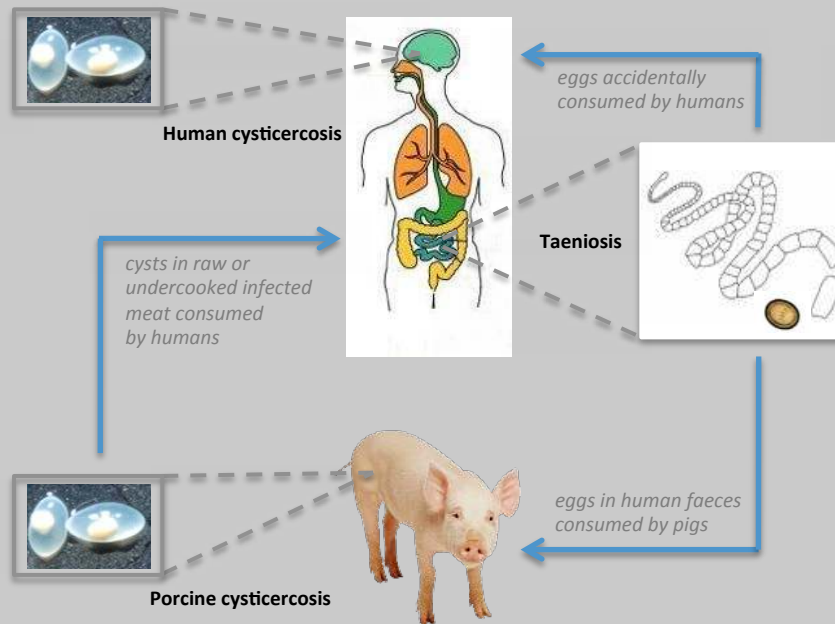 eggs accidentally
consumed by humans
Human cysticercosis
Taeniosis
cysts in raw or
undercooked infected
meat consumed
by humans
eggs in human faeces
consumed by pigs
Porcine cysticercosis